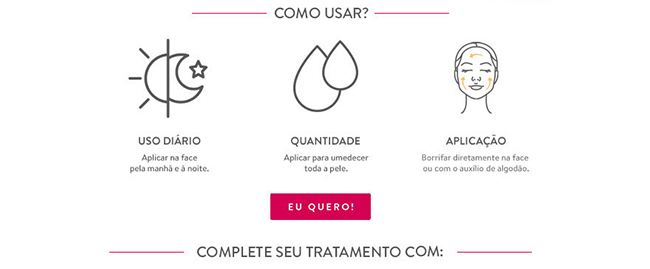 COMO USAR?
USO DIÁRIO
Aplicar na face
pela manhã e à noite.
QUANTIDADE
Aplicar para umedecer
toda a pele.
APLICAÇÃO
Borrifar diretamente na face
ou com o auxílio de algodão.
EU QUERO!
COMPLETE SEU TRATAMENTO COM: